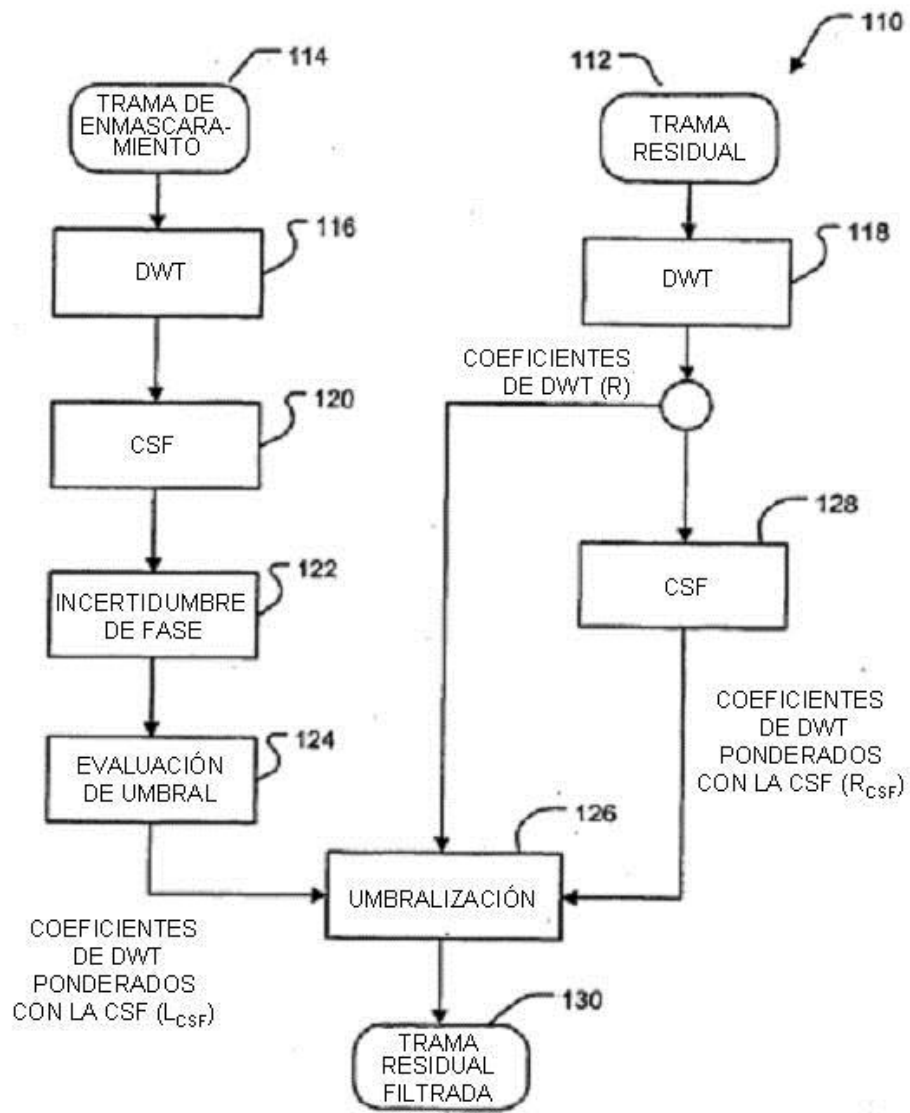 110
114
112
TRAMA DE
ENMASCARA-
MIENTO
TRAMA
RESIDUAL
116
118
DWT
DWT
COEFICIENTES
DE DWT (R)
120
CSF
128
CSF
122
INCERTIDUMBRE
DE FASE
COEFICIENTES
DE DWT
PONDERADOS
CON LA CSF (R_CSF)
124
EVALUACIÓN
DE UMBRAL
126
UMBRALIZACIÓN
COEFICIENTES
DE DWT
PONDERADOS
CON LA CSF (L_CSF)
130
TRAMA
RESIDUAL
FILTRADA